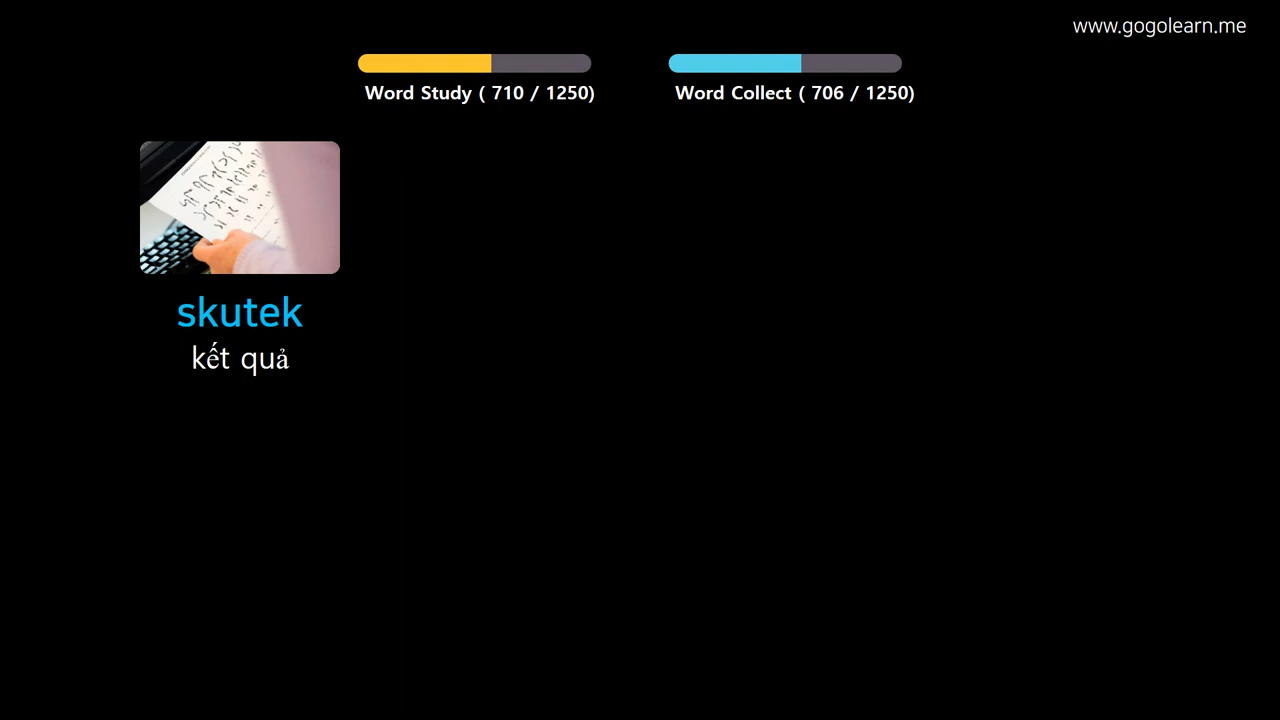 www.gogolearn.me
Word Study ( 710 / 1250)
Word Collect ( 706 / 1250)
skutek
kết quả